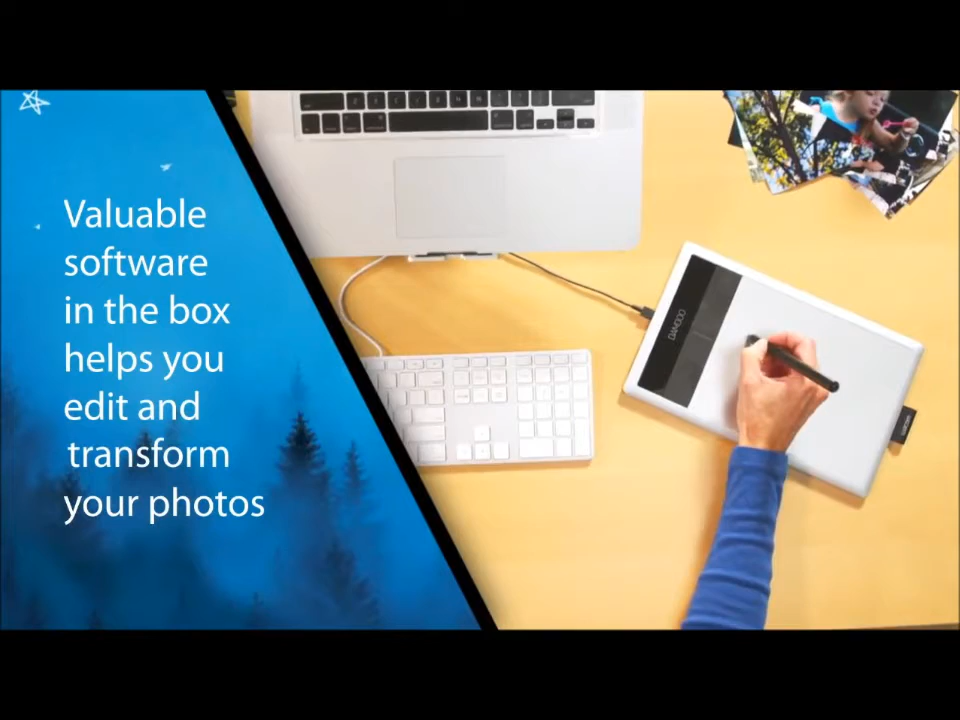 Valuable
software
in the box
helps you
edit and
transform
your photos